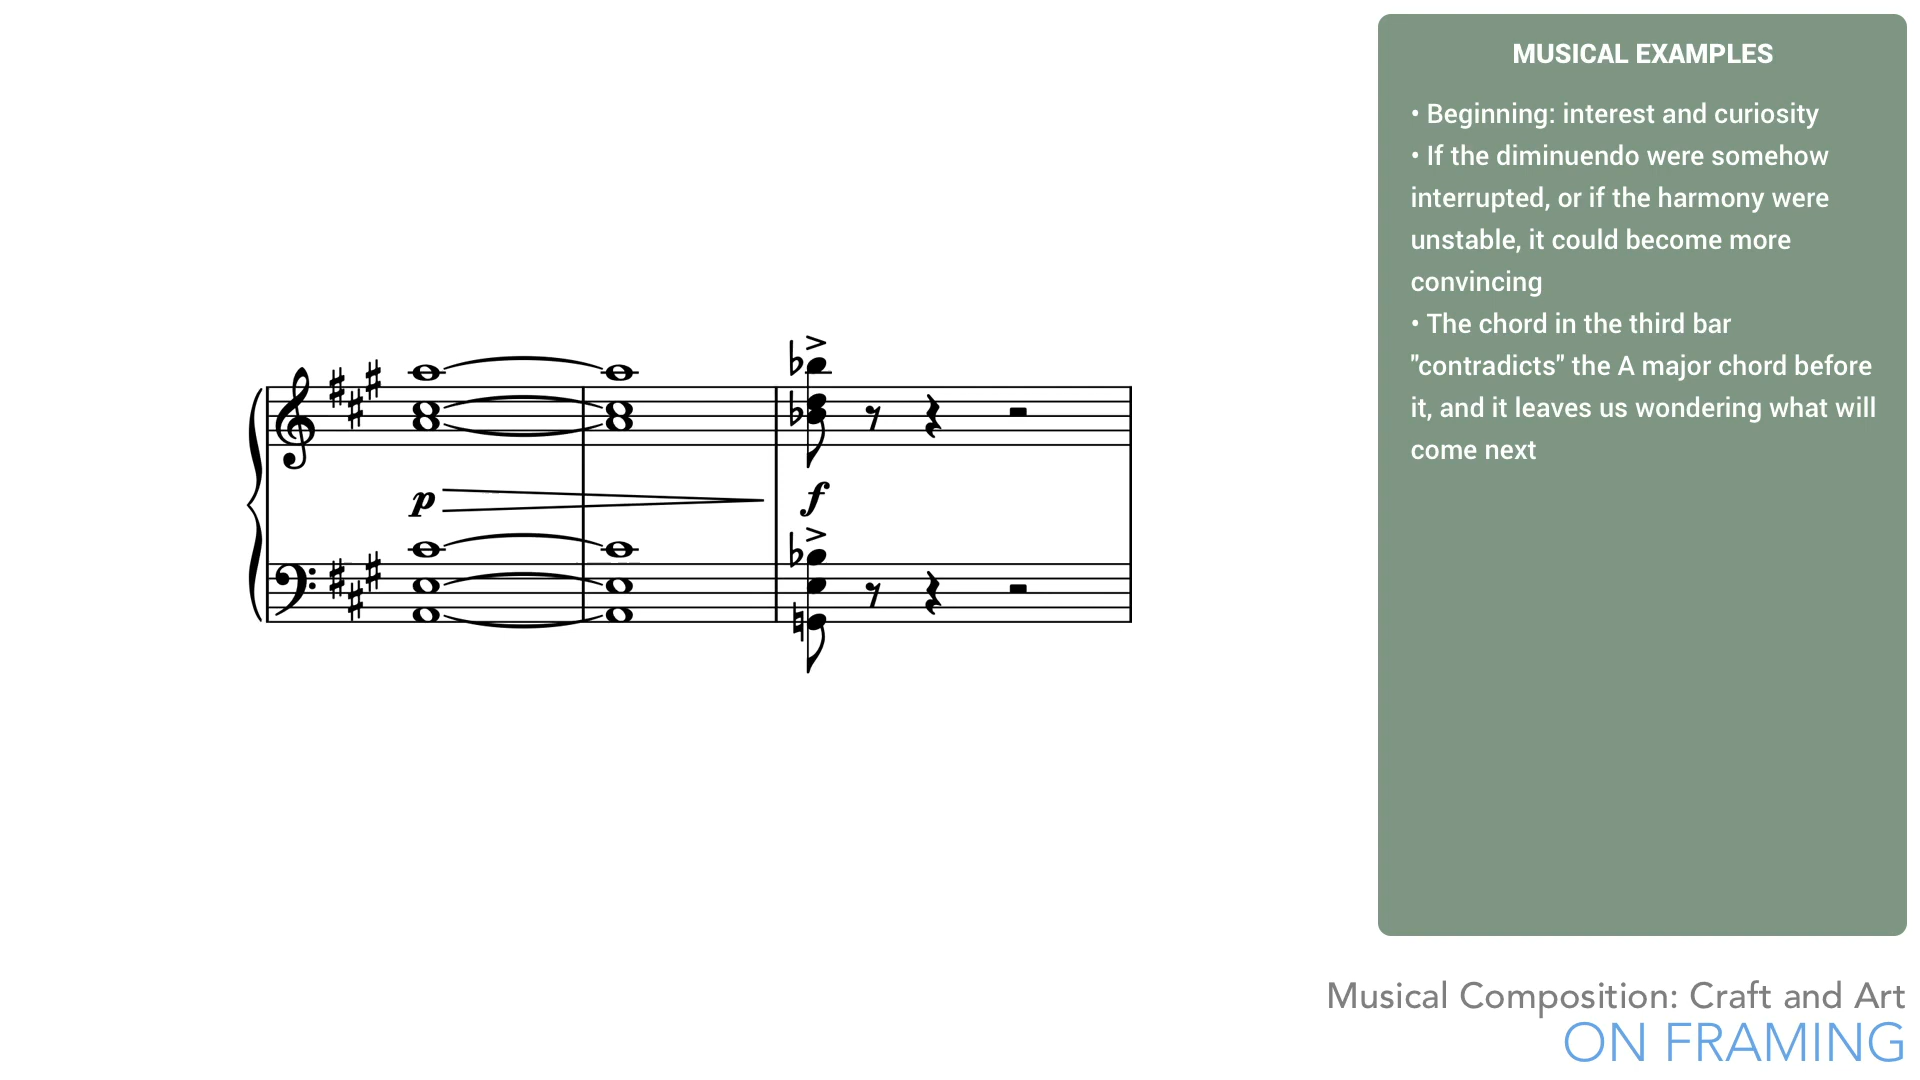 MUSICAL EXAMPLES
• Beginning: interest and curiosity
• If the diminuendo were somehow
interrupted, or if the harmony were
unstable, it could become more
convincing
• The chord in the third bar
"contradicts" the A major chord before
it, and it leaves us wondering what will
come next
p
f
Musical Composition: Craft and Art
ON FRAMING